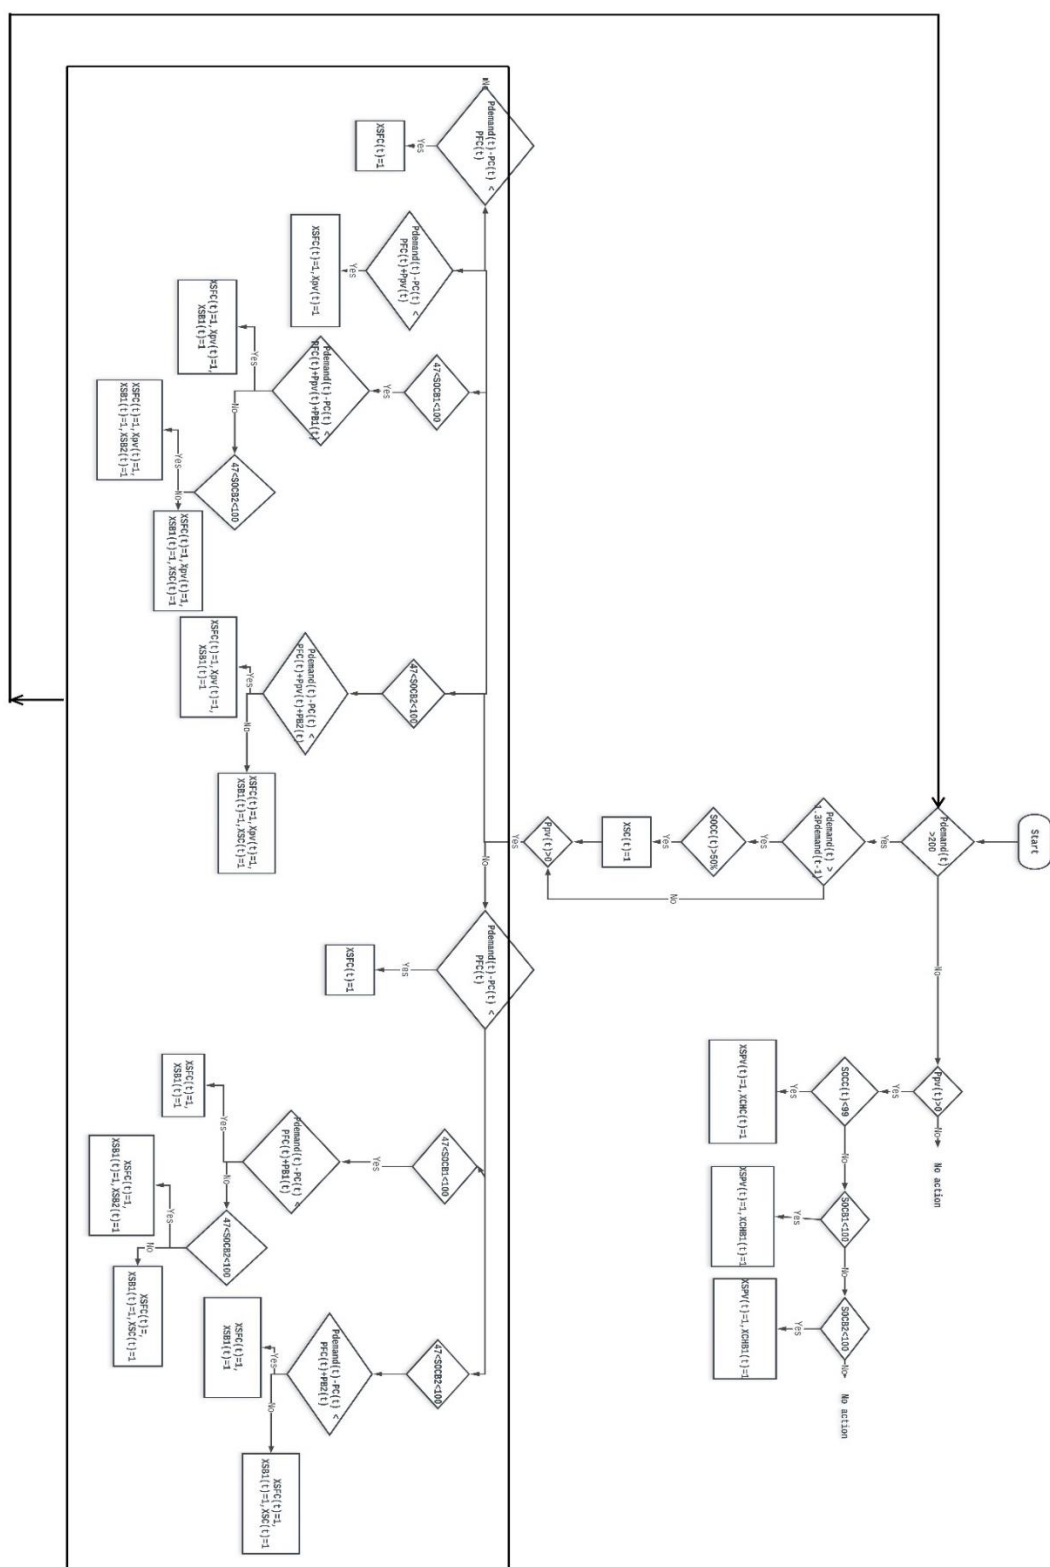 Start
Pdemand(t)
>200
No
Yes
Ppv(t)>0
No
No action
Yes
Pdemand(t) >
1.3Pdemand(t-1)
SOCC(t)<99
No
SOCB1<100
No
SOCB2<100
No
No action
Yes
Yes
Yes
Yes
SOCC(t)>50%
XSPV(t)=1, XCHC(t)=1
XSPV(t)=1, XCHB1(t)=1
XSPV(t)=1, XCHB1(t)=1
No
Yes
XSC(t)=1
Ppv(t)>0
Yes
No
No
Pdemand(t)-PC(t) <
PFC(t)
Pdemand(t)-PC(t) <
PFC(t)
Yes
XSFC(t)=1
Pdemand(t)-PC(t) <
PFC(t)+Ppv(t)
Yes
XSFC(t)=1,Xpv(t)=1
47<SOCB1<100
Yes
Pdemand(t)-PC(t) <
PFC(t)+Ppv(t)+PB1(t)
Yes
No
XSFC(t)=1,Xpv(t)=1,
XSB1(t)=1
47<SOCB2<100
Yes
No
XSFC(t)=1,Xpv(t)=1,
XSB1(t)=1,XSB2(t)=1
XSFC(t)=1,Xpv(t)=1,
XSB1(t)=1,XSC(t)=1
47<SOCB2<100
Pdemand(t)-PC(t) <
PFC(t)+Ppv(t)+PB2(t)
Yes
No
XSFC(t)=1,Xpv(t)=1,
XSB1(t)=1
XSFC(t)=1,Xpv(t)=1,
XSB1(t)=1,XSC(t)=1
Yes
XSFC(t)=1
47<SOCB1<100
Yes
Pdemand(t)-PC(t) <
PFC(t)+PB1(t)
Yes
No
XSFC(t)=1,
XSB1(t)=1
47<SOCB2<100
Yes
No
XSFC(t)=1,
XSB1(t)=1,XSB2(t)=1
XSFC(t)=,
XSB1(t)=1,XSC(t)=1
47<SOCB2<100
Pdemand(t)-PC(t) <
PFC(t)+PB2(t)
Yes
No
XSFC(t)=1,
XSB1(t)=1
XSFC(t)=1,
XSB1(t)=1,XSC(t)=1